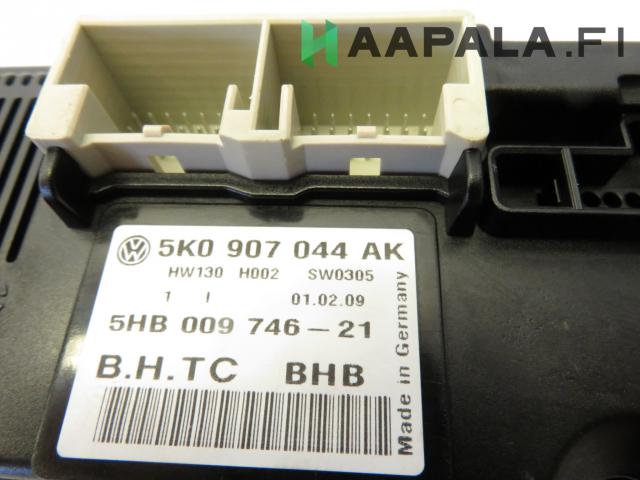 HAAPALA.FI
5K0 907 044 AK
HW130 H002 SW0305
1 I 01.02.09
5HB 009 746-21
B.H.TC BHB
Made in Germany